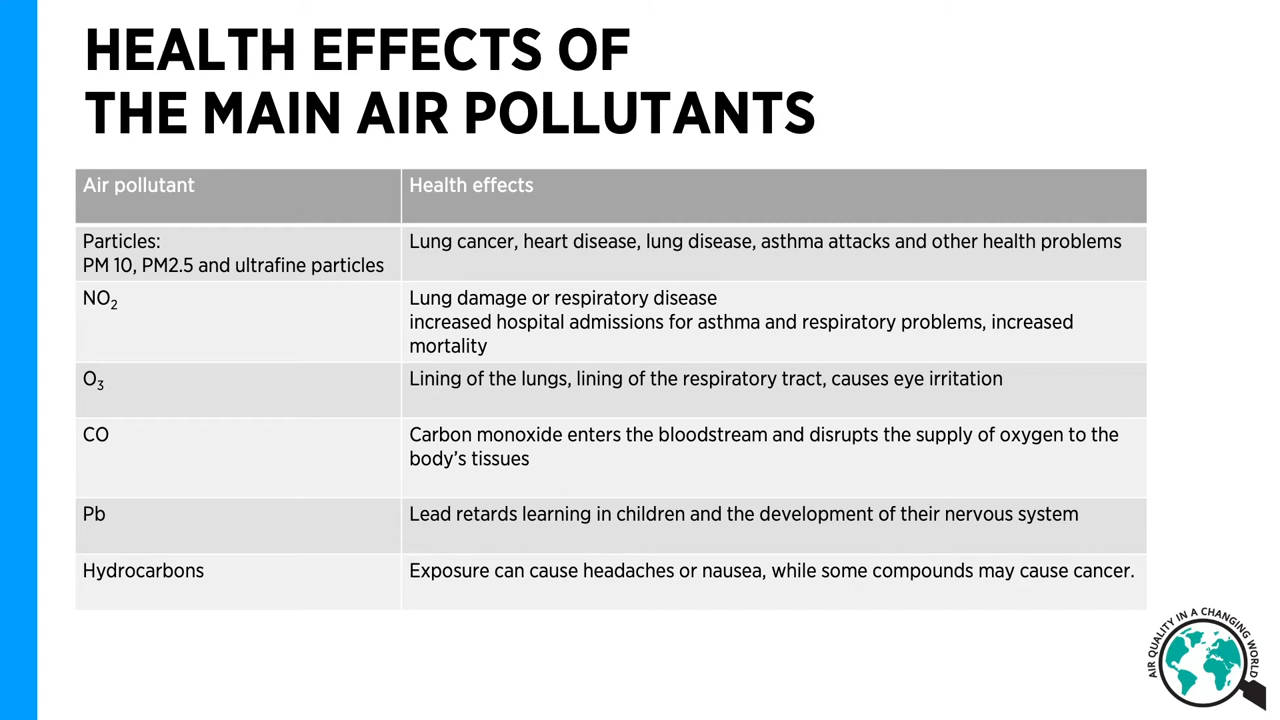 HEALTH EFFECTS OF
THE MAIN AIR POLLUTANTS
Air pollutant
Health effects
Particles:
PM 10, PM2.5 and ultrafine particles
Lung cancer, heart disease, lung disease, asthma attacks and other health problems
NO₂
Lung damage or respiratory disease
increased hospital admissions for asthma and respiratory problems, increased
mortality
O₃
Lining of the lungs, lining of the respiratory tract, causes eye irritation
CO
Carbon monoxide enters the bloodstream and disrupts the supply of oxygen to the
body's tissues
Pb
Lead retards learning in children and the development of their nervous system
Hydrocarbons
Exposure can cause headaches or nausea, while some compounds may cause cancer.
AIR QUALITY IN A CHANGING WORLD